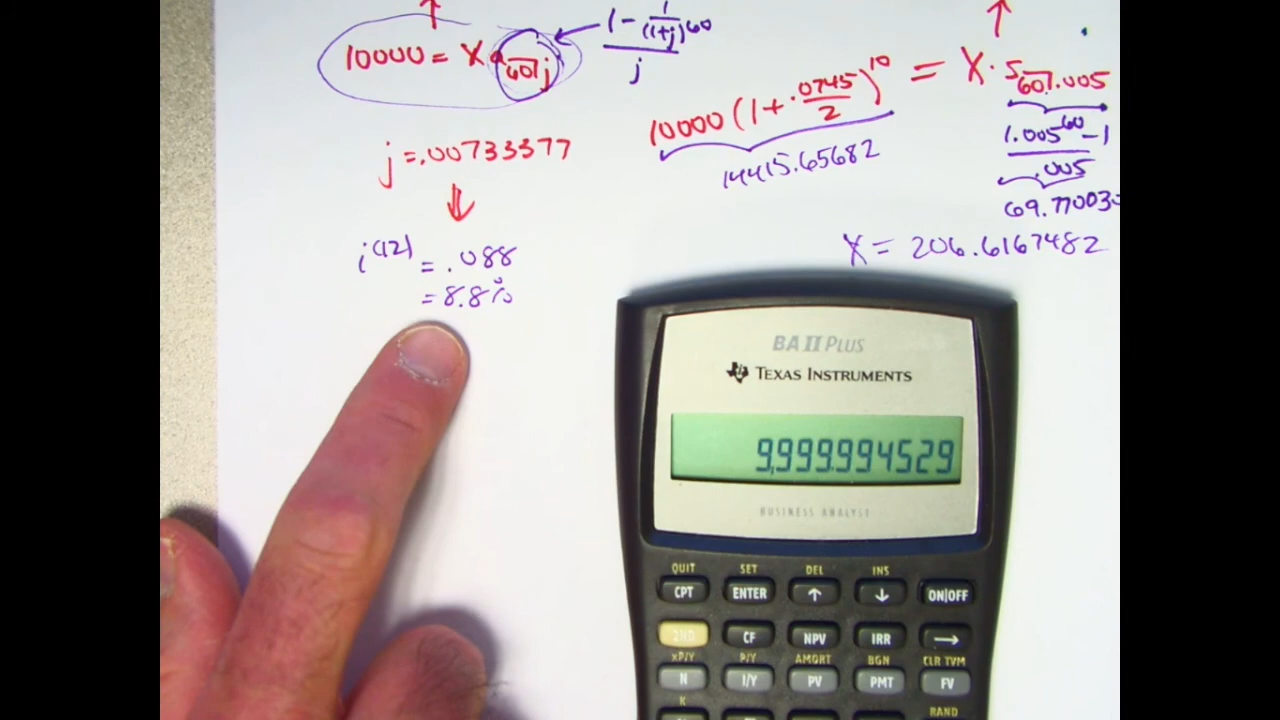 10000 = X a60⌉j
1 - 1/(1+j)^60
j
10000 (1 + .0745/2)^10 = X · s60⌉.005
14415.65682
1.005^60 - 1
.005
69.770030
X = 206.6167482
j = .00733377
i^(12) = .088
= 8.8%
BA II PLUS
TEXAS INSTRUMENTS
9,999.994529
BUSINESS ANALYST
QUIT SET DEL INS
CPT ENTER ↑ ↓ ON|OFF
2ND CF NPV IRR →
xP/Y P/Y AMORT BGN CLR TVM
N I/Y PV PMT FV
K RAND